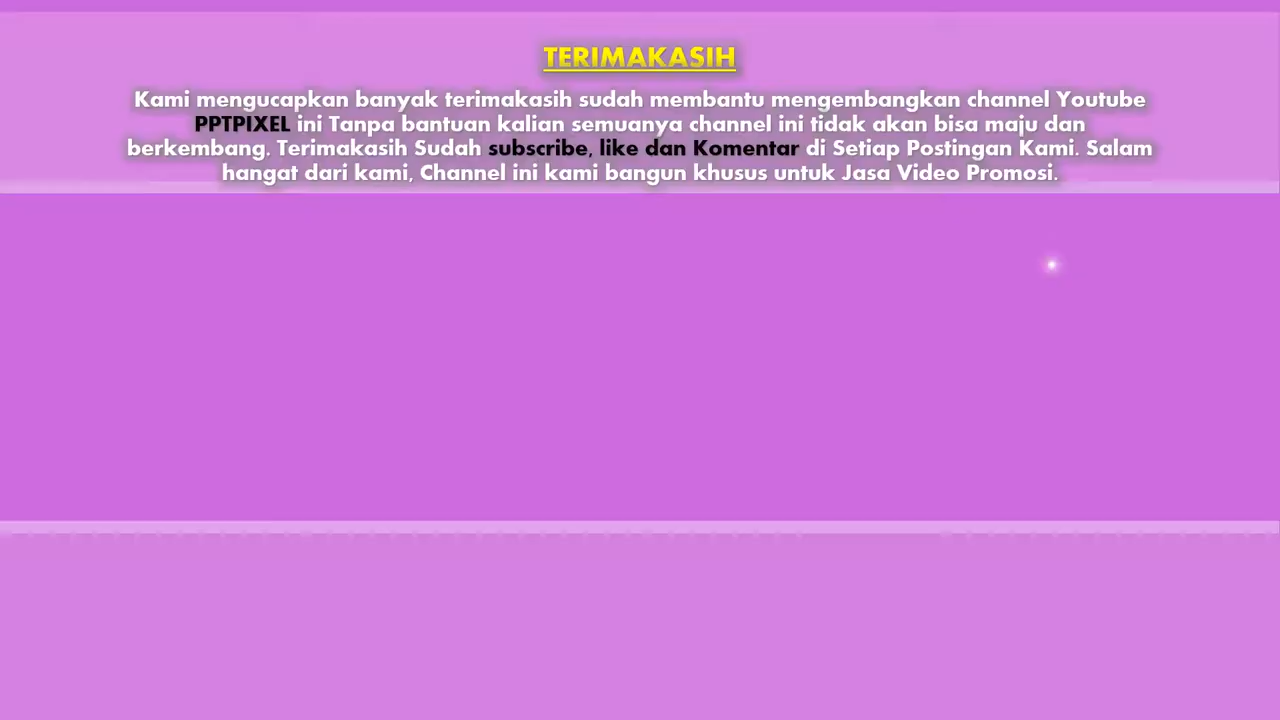 TERIMAKASIH
Kami mengucapkan banyak terimakasih sudah membantu mengembangkan channel Youtube
PPTPIXEL ini Tanpa bantuan kalian semuanya channel ini tidak akan bisa maju dan
berkembang. Terimakasih Sudah subscribe, like dan Komentar di Setiap Postingan Kami. Salam
hangat dari kami, Channel ini kami bangun khusus untuk Jasa Video Promosi.